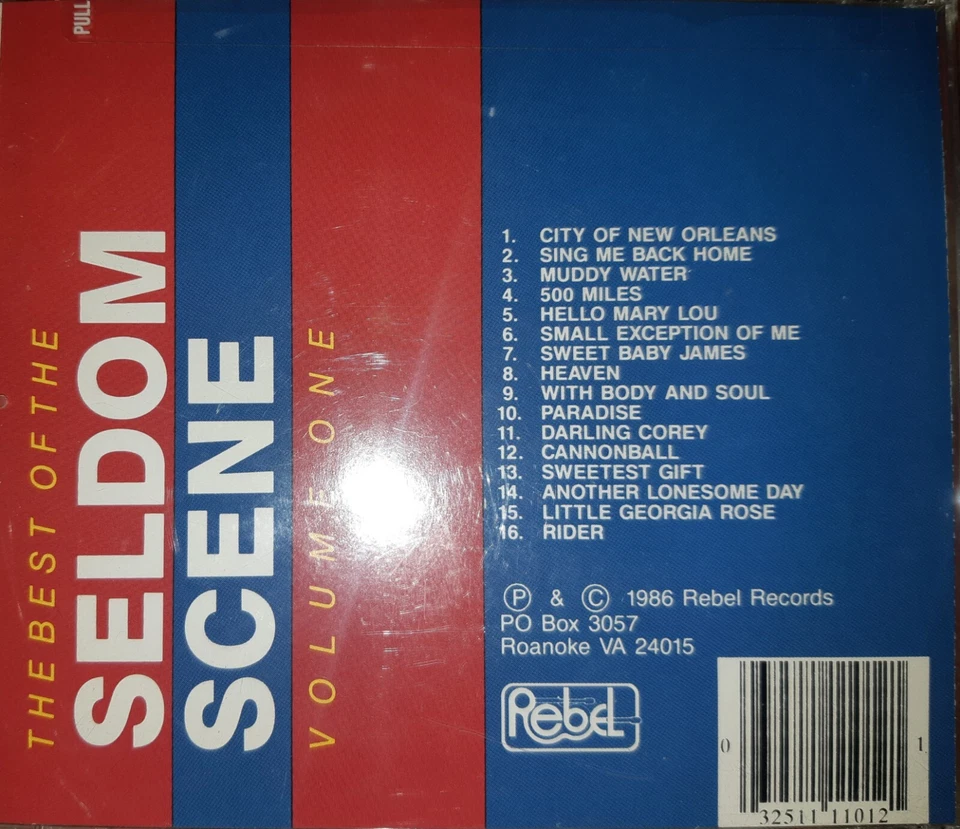 PULL
THE BEST OF THE
SELDOM
SCENE
VOLUME ONE
1. CITY OF NEW ORLEANS
2. SING ME BACK HOME
3. MUDDY WATER
4. 500 MILES
5. HELLO MARY LOU
6. SMALL EXCEPTION OF ME
7. SWEET BABY JAMES
8. HEAVEN
9. WITH BODY AND SOUL
10. PARADISE
11. DARLING COREY
12. CANNONBALL
13. SWEETEST GIFT
14. ANOTHER LONESOME DAY
15. LITTLE GEORGIA ROSE
16. RIDER
Ⓟ & © 1986 Rebel Records
PO Box 3057
Roanoke VA 24015
Rebel
0 32511 11012 1